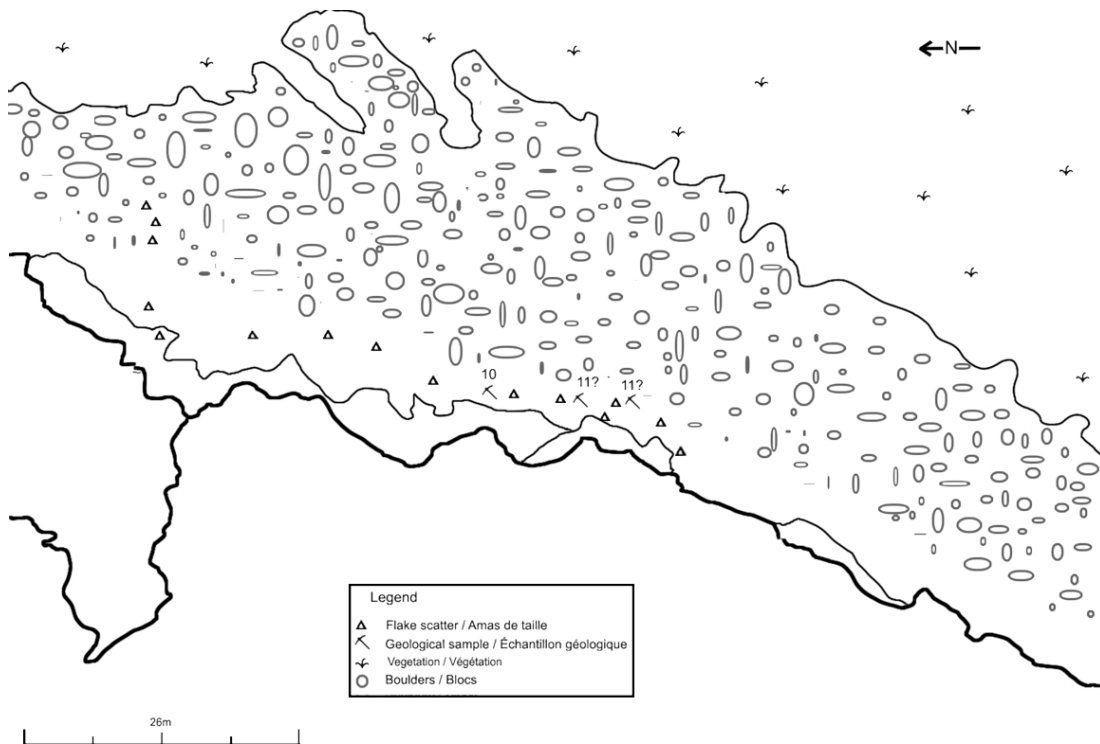 N
10
11?
11?
Legend
Flake scatter / Amas de taille
Geological sample / Échantillon géologique
Vegetation / Végétation
Boulders / Blocs
26m